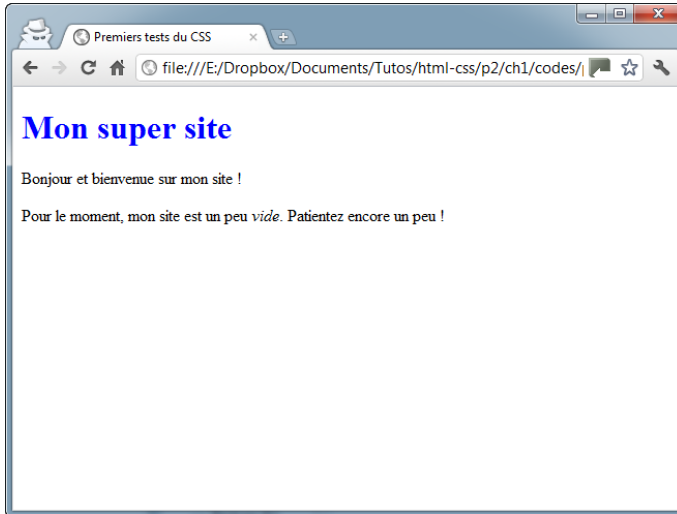 Premiers tests du CSS
file:///E:/Dropbox/Documents/Tutos/html-css/p2/ch1/codes/
Mon super site
Bonjour et bienvenue sur mon site !
Pour le moment, mon site est un peu vide. Patientez encore un peu !